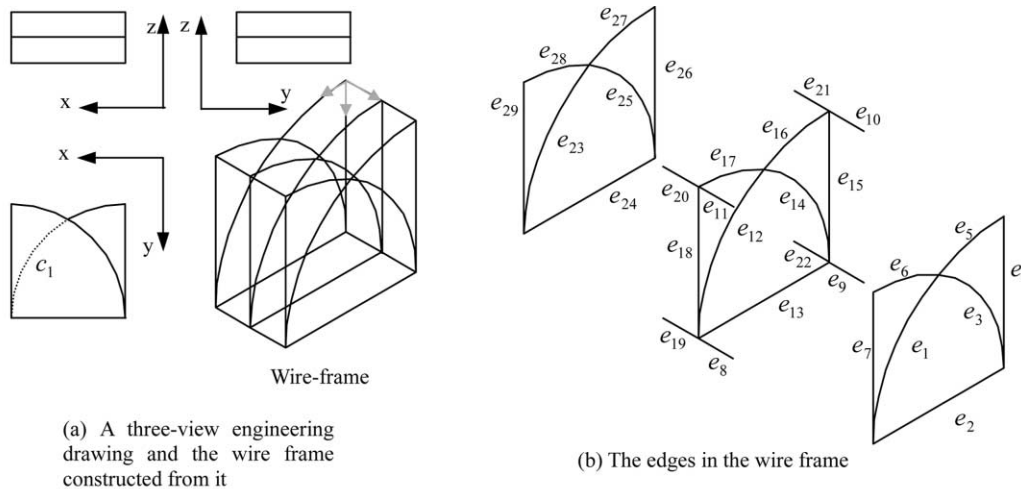 z
z
x
y
x
y
c1
Wire-frame
(a) A three-view engineering
drawing and the wire frame
constructed from it
e27
e28
e26
e29
e25
e23
e24
e21
e10
e16
e17
e15
e20
e11
e14
e12
e18
e22
e9
e13
e19
e8
e5
e6
e
e3
e7
e1
e2
(b) The edges in the wire frame